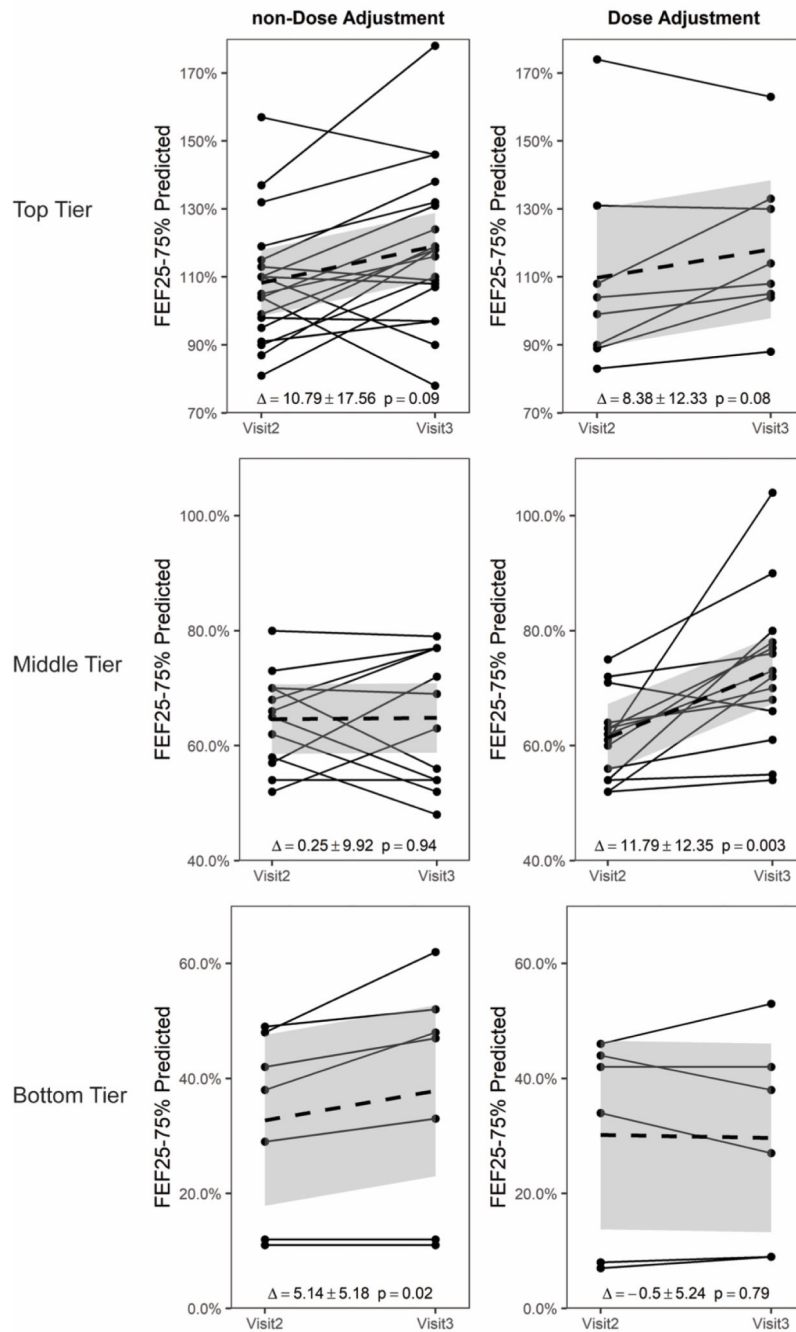 non-Dose Adjustment
Dose Adjustment
Top Tier
FEF25-75% Predicted
170%
150%
130%
110%
90%
70%
Δ = 10.79 ± 17.56 p = 0.09
Visit2
Visit3
FEF25-75% Predicted
170%
150%
130%
110%
90%
70%
Δ = 8.38 ± 12.33 p = 0.08
Visit2
Visit3
Middle Tier
FEF25-75% Predicted
100.0%
80.0%
60.0%
40.0%
Δ = 0.25 ± 9.92 p = 0.94
Visit2
Visit3
FEF25-75% Predicted
100.0%
80.0%
60.0%
40.0%
Δ = 11.79 ± 12.35 p = 0.003
Visit2
Visit3
Bottom Tier
FEF25-75% Predicted
60.0%
40.0%
20.0%
0.0%
Δ = 5.14 ± 5.18 p = 0.02
Visit2
Visit3
FEF25-75% Predicted
60.0%
40.0%
20.0%
0.0%
Δ = −0.5 ± 5.24 p = 0.79
Visit2
Visit3